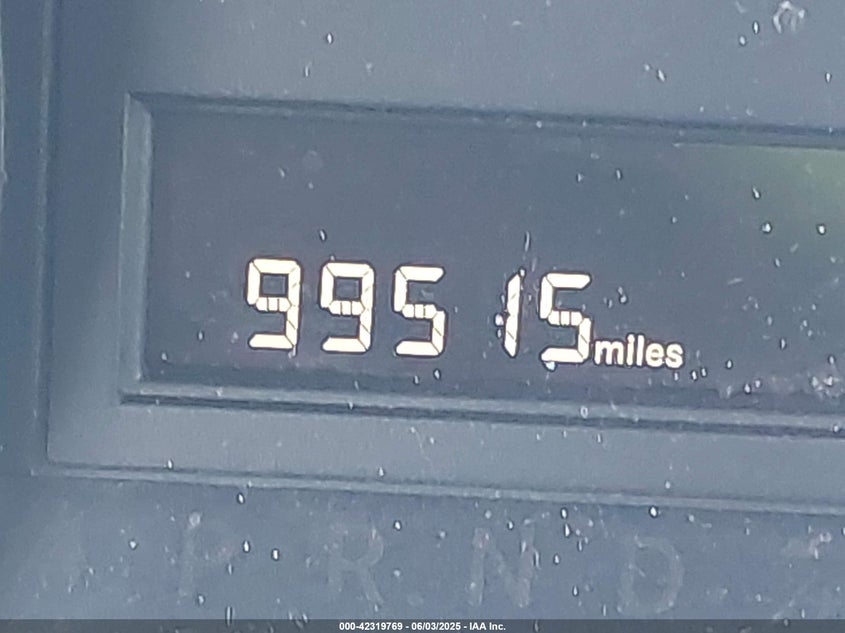 99515 miles
P R N D
000-42319769 - 06/03/2025 - IAA Inc.